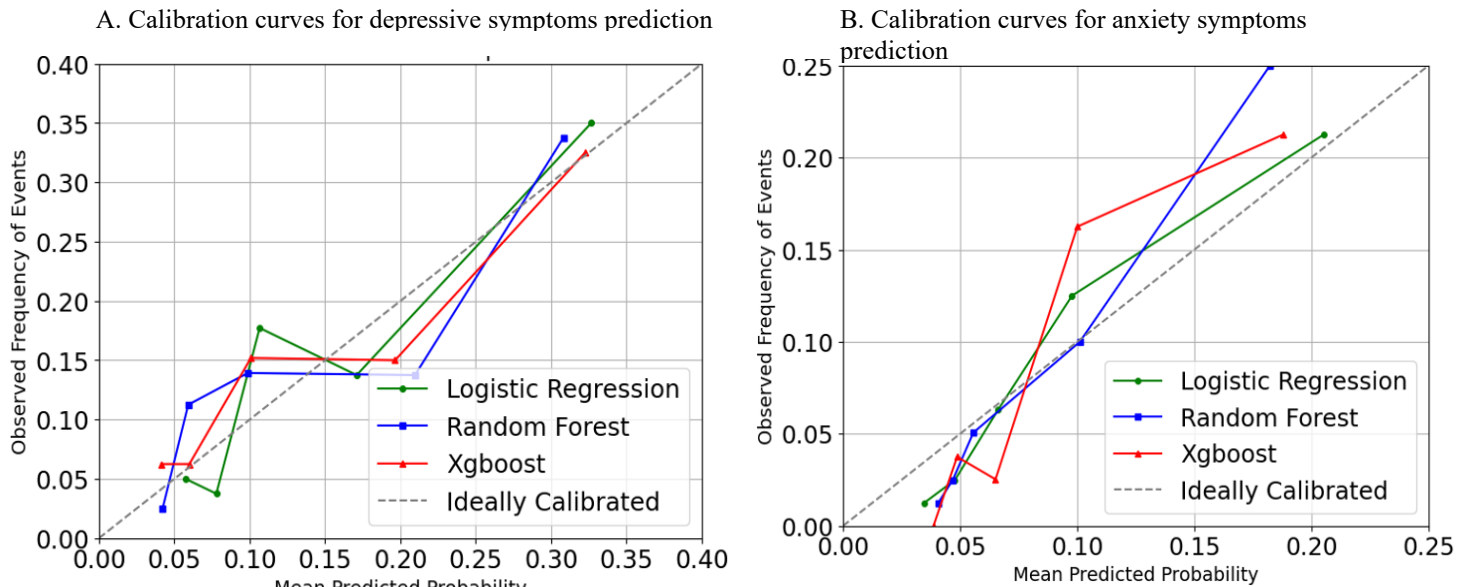 A. Calibration curves for depressive symptoms prediction
0.40
0.35
0.30
0.25
0.20
0.15
0.10
0.05
0.00
Observed Frequency of Events
Logistic Regression
Random Forest
Xgboost
Ideally Calibrated
0.00 0.05 0.10 0.15 0.20 0.25 0.30 0.35 0.40
Mean Predicted Probability
B. Calibration curves for anxiety symptoms
prediction
0.25
0.20
0.15
0.10
0.05
0.00
Observed Frequency of Events
Logistic Regression
Random Forest
Xgboost
Ideally Calibrated
0.00 0.05 0.10 0.15 0.20 0.25
Mean Predicted Probability